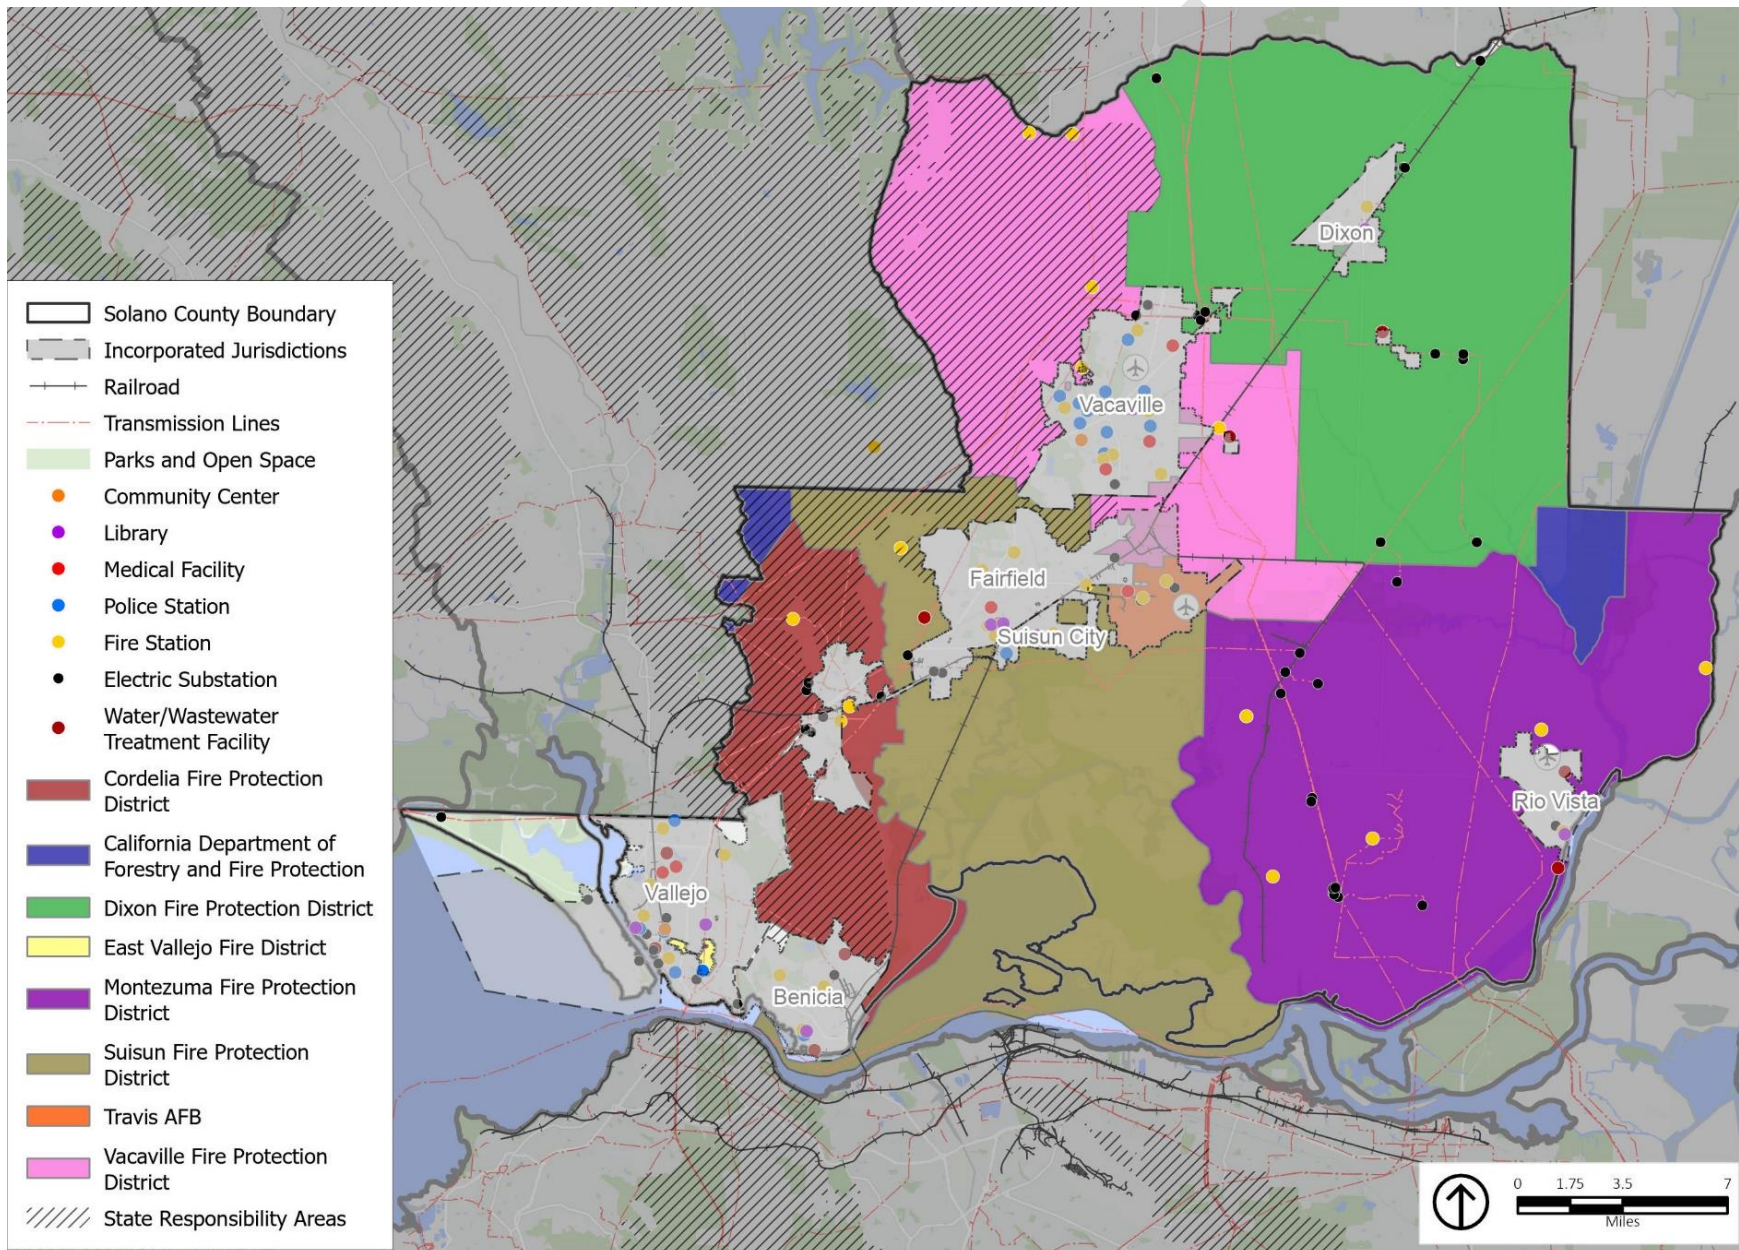 Solano County Boundary
Incorporated Jurisdictions
Railroad
Transmission Lines
Parks and Open Space
Community Center
Library
Medical Facility
Police Station
Fire Station
Electric Substation
Water/Wastewater
Treatment Facility
Cordelia Fire Protection
District
California Department of
Forestry and Fire Protection
Dixon Fire Protection District
East Vallejo Fire District
Montezuma Fire Protection
District
Suisun Fire Protection
District
Travis AFB
Vacaville Fire Protection
District
State Responsibility Areas
Dixon
Vacaville
Fairfield
Suisun City
Rio Vista
Vallejo
Benicia
0 1.75 3.5 7
Miles